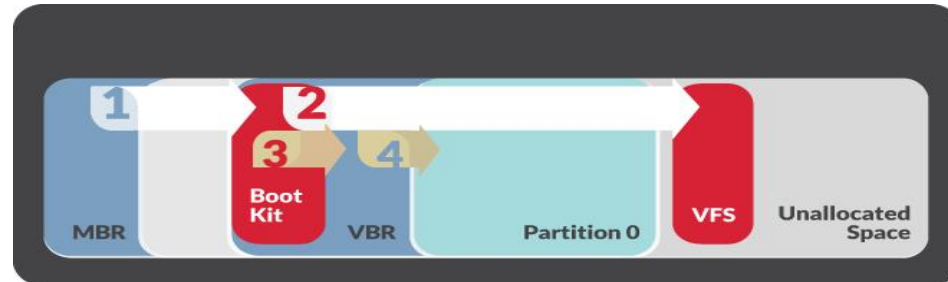 1
2
3
4
Boot
Kit
MBR
VBR
Partition 0
VFS
Unallocated
Space